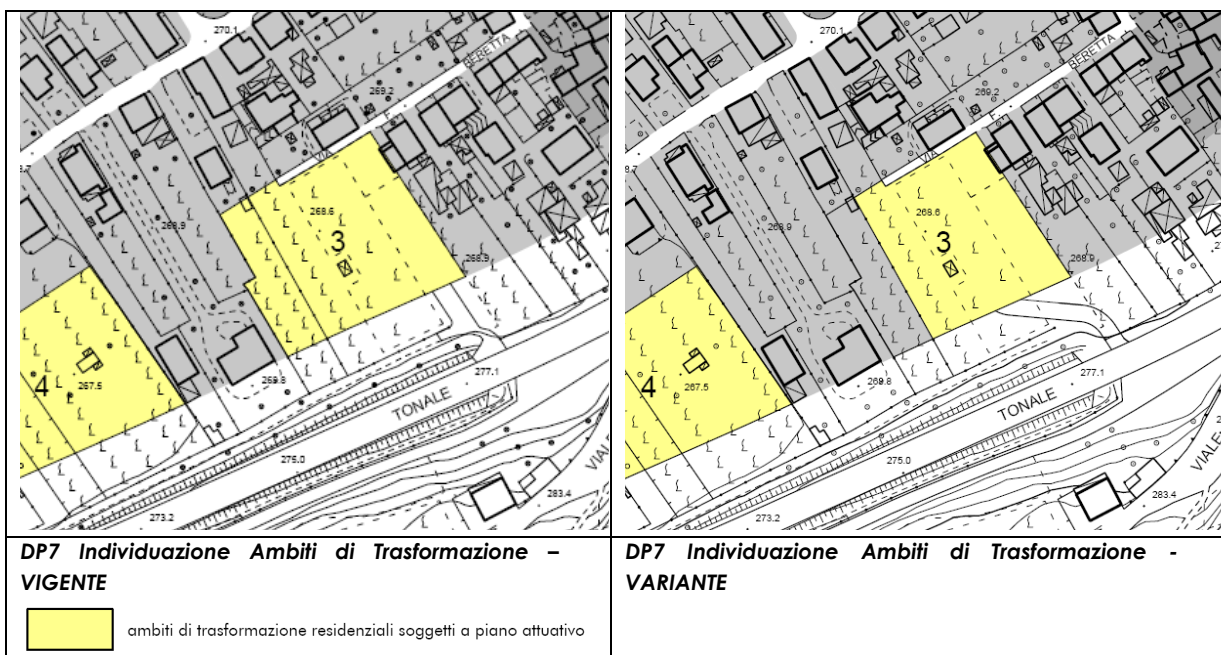 270.1
BERETTA
269.2
VIA
268.9
268.6
3
268.9
4
267.5
269.8
277.1
TONALE
275.0
VIALE
283.4
273.2
270.1
BERETTA
269.2
VIA
268.9
268.6
3
268.9
4
267.5
269.8
277.1
TONALE
275.0
VIALE
283.4
273.2
DP7 Individuazione Ambiti di Trasformazione –
VIGENTE
ambiti di trasformazione residenziali soggetti a piano attuativo
DP7 Individuazione Ambiti di Trasformazione -
VARIANTE